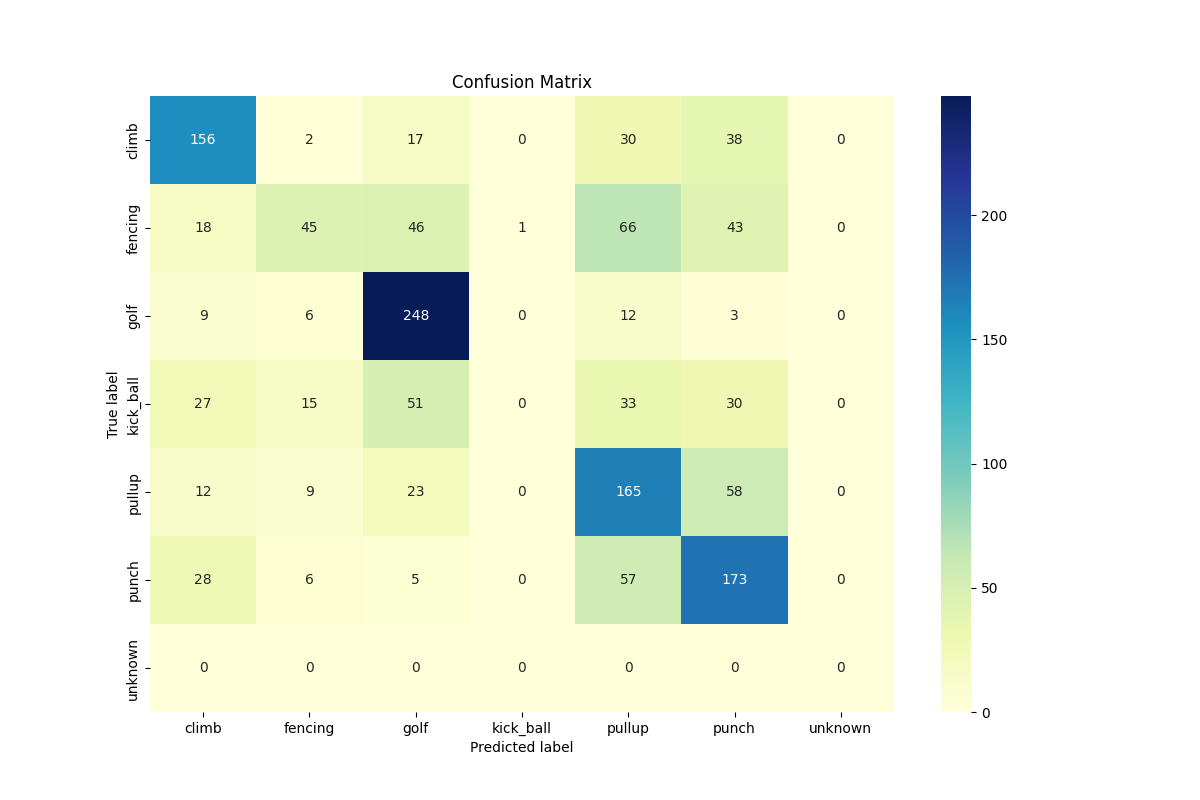 Confusion Matrix
climb 156 2 17 0 30 38 0
fencing 18 45 46 1 66 43 0
golf 9 6 248 0 12 3 0
kick_ball 27 15 51 0 33 30 0
pullup 12 9 23 0 165 58 0
punch 28 6 5 0 57 173 0
unknown 0 0 0 0 0 0 0
climb fencing golf kick_ball pullup punch unknown
Predicted label
True label
200
150
100
50
0